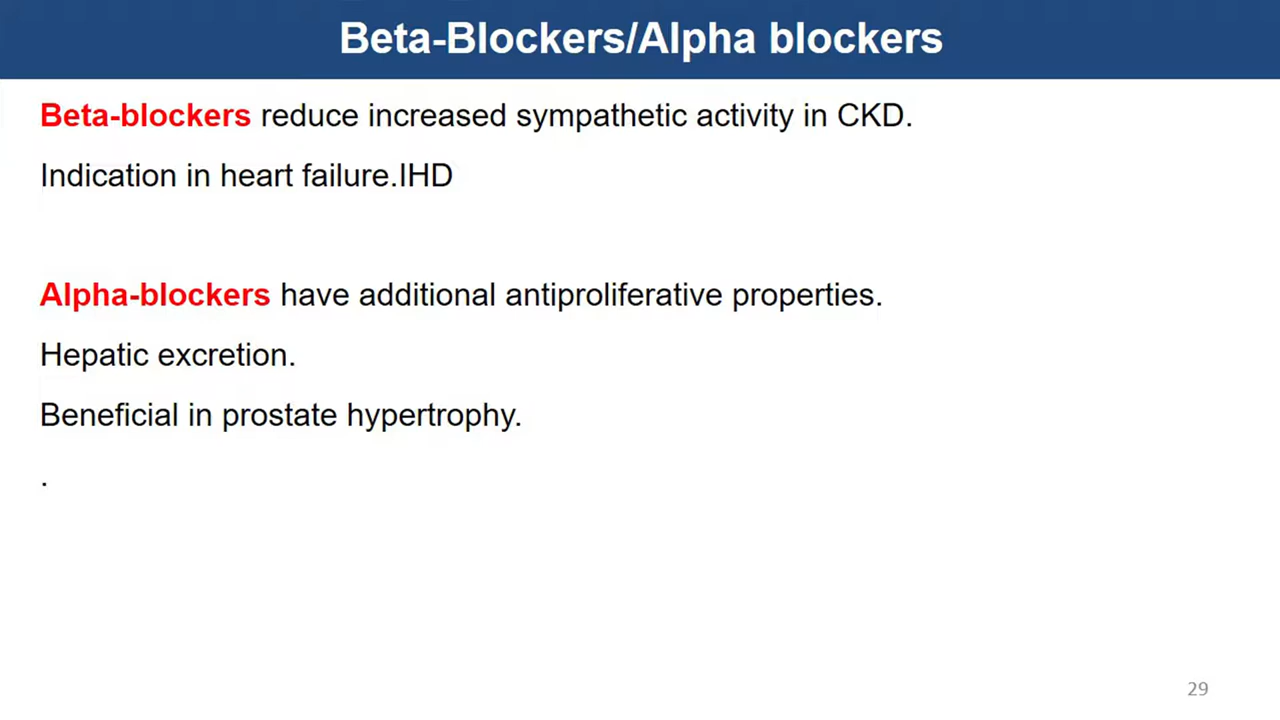 Beta-Blockers/Alpha blockers
Beta-blockers reduce increased sympathetic activity in CKD.
Indication in heart failure.IHD
Alpha-blockers have additional antiproliferative properties.
Hepatic excretion.
Beneficial in prostate hypertrophy.
.
29